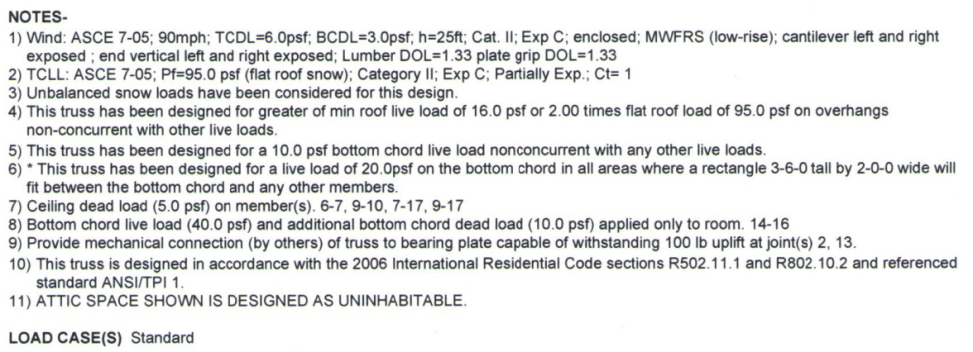 NOTES-
1) Wind: ASCE 7-05; 90mph; TCDL=6.0psf; BCDL=3.0psf; h=25ft; Cat. II; Exp C; enclosed; MWFRS (low-rise); cantilever left and right
exposed ; end vertical left and right exposed; Lumber DOL=1.33 plate grip DOL=1.33
2) TCLL: ASCE 7-05; Pf=95.0 psf (flat roof snow); Category II; Exp C; Partially Exp.; Ct= 1
3) Unbalanced snow loads have been considered for this design.
4) This truss has been designed for greater of min roof live load of 16.0 psf or 2.00 times flat roof load of 95.0 psf on overhangs
non-concurrent with other live loads.
5) This truss has been designed for a 10.0 psf bottom chord live load nonconcurrent with any other live loads.
6) * This truss has been designed for a live load of 20.0psf on the bottom chord in all areas where a rectangle 3-6-0 tall by 2-0-0 wide will
fit between the bottom chord and any other members.
7) Ceiling dead load (5.0 psf) on member(s). 6-7, 9-10, 7-17, 9-17
8) Bottom chord live load (40.0 psf) and additional bottom chord dead load (10.0 psf) applied only to room. 14-16
9) Provide mechanical connection (by others) of truss to bearing plate capable of withstanding 100 lb uplift at joint(s) 2, 13.
10) This truss is designed in accordance with the 2006 International Residential Code sections R502.11.1 and R802.10.2 and referenced
standard ANSI/TPI 1.
11) ATTIC SPACE SHOWN IS DESIGNED AS UNINHABITABLE.
LOAD CASE(S) Standard